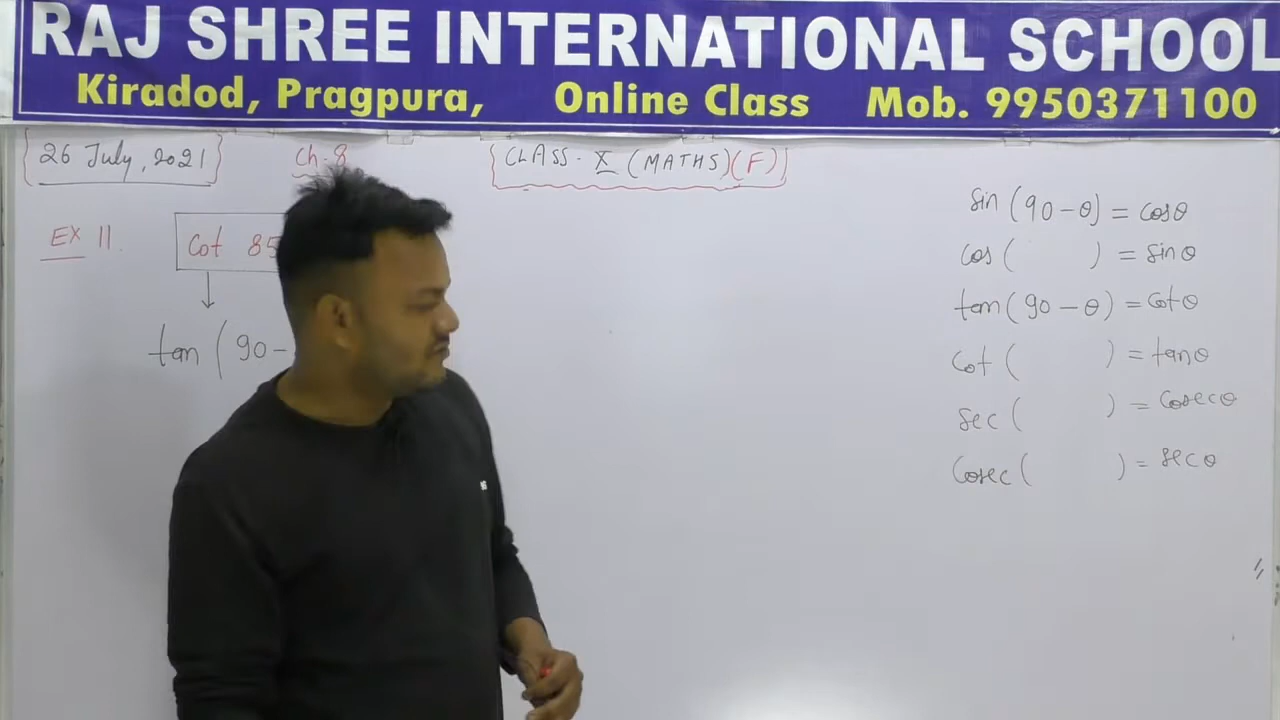 RAJ SHREE INTERNATIONAL SCHOOL
Kiradod, Pragpura, Online Class Mob. 9950371100
26 July, 2021 Ch-8 CLASS- X (MATHS)(F)
EX 11. Cot 85
tan (90-
sin (90-θ) = cosθ
cos ( ) = sinθ
tan (90-θ) = cotθ
cot ( ) = tanθ
sec ( ) = cosecθ
Cosec ( ) = secθ